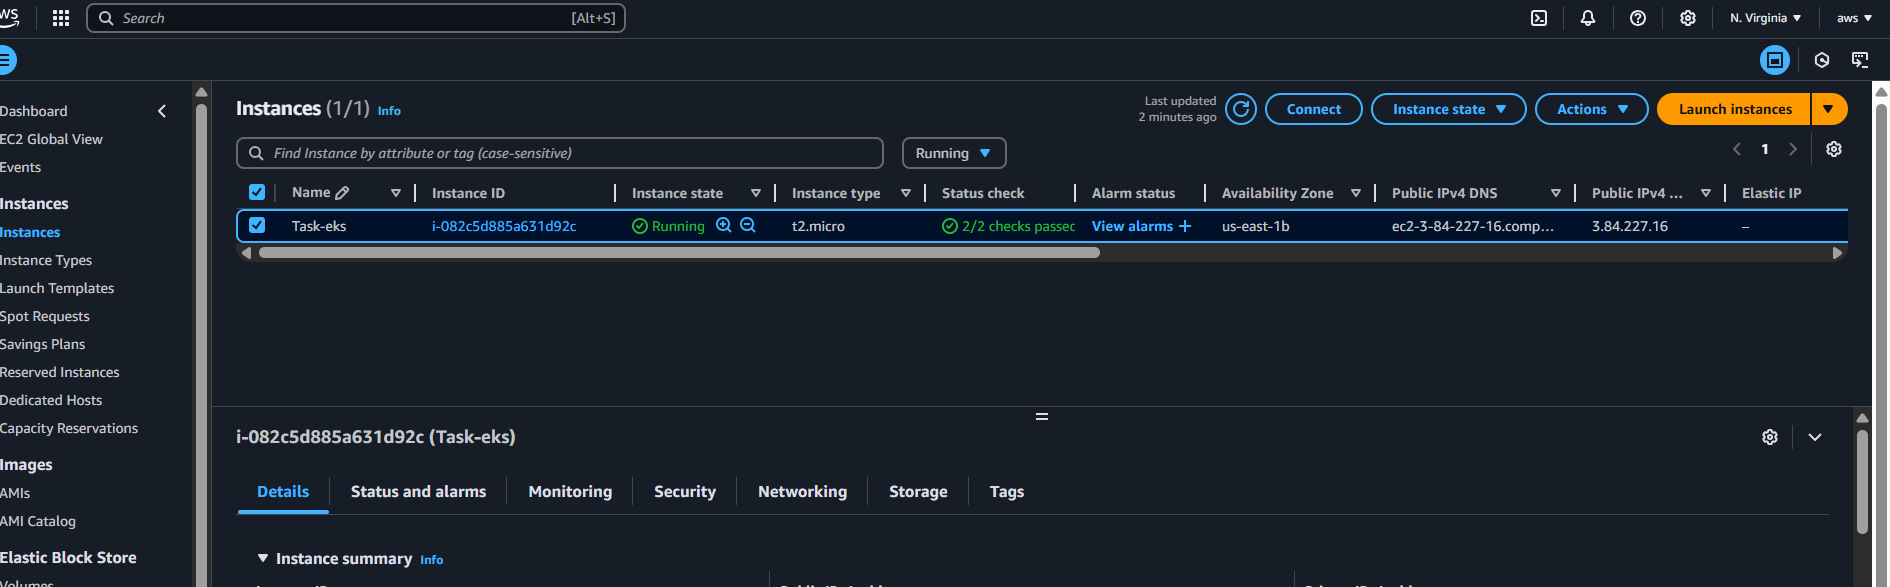 Search [Alt+S] N. Virginia aws
Dashboard
EC2 Global View
Events
Instances
Instances
Instance Types
Launch Templates
Spot Requests
Savings Plans
Reserved Instances
Dedicated Hosts
Capacity Reservations
Images
AMIs
AMI Catalog
Elastic Block Store
Volumes
Instances (1/1) Info
Last updated
2 minutes ago
Connect Instance state Actions Launch instances
Find Instance by attribute or tag (case-sensitive) Running 1
Name Instance ID Instance state Instance type Status check Alarm status Availability Zone Public IPv4 DNS Public IPv4 ... Elastic IP
Task-eks i-082c5d885a631d92c Running t2.micro 2/2 checks passec View alarms + us-east-1b ec2-3-84-227-16.comp... 3.84.227.16 –
i-082c5d885a631d92c (Task-eks)
Details Status and alarms Monitoring Security Networking Storage Tags
Instance summary Info